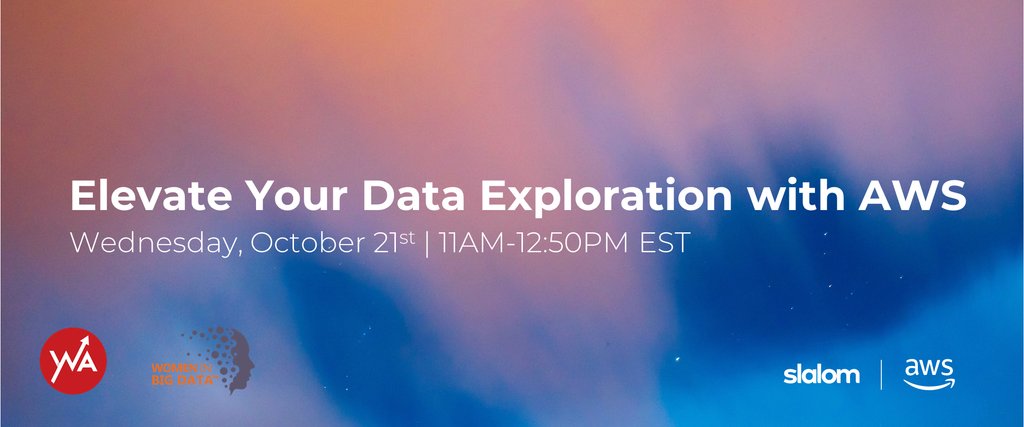 Elevate Your Data Exploration with AWS
Wednesday, October 21st | 11AM-12:50PM EST
WOMEN IN
BIG DATA
slalom | aws